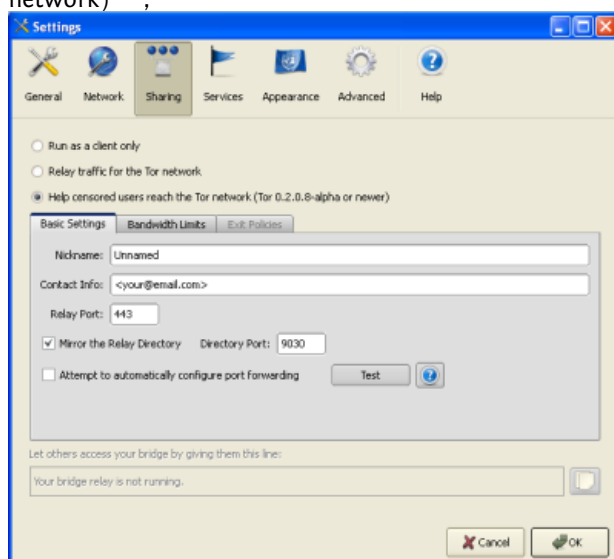 network) ,
Settings
General Network Sharing Services Appearance Advanced Help
Run as a client only
Relay traffic for the Tor network
Help censored users reach the Tor network (Tor 0.2.0.8-alpha or newer)
Basic Settings Bandwidth Limits Exit Policies
Nickname: Unnamed
Contact Info: <your@email.com>
Relay Port: 443
Mirror the Relay Directory Directory Port: 9030
Attempt to automatically configure port forwarding Test
Let others access your bridge by giving them this line:
Your bridge relay is not running.
Cancel OK